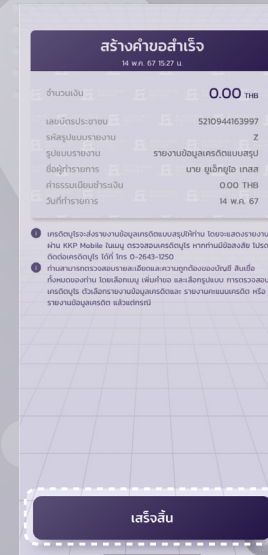 สร้างคำขอสำเร็จ
14 พ.ค. 67 15:27 น.
จำนวนเงิน 0.00 THB
เลขบัตรประชาชน 5210944163997
รหัสรูปแบบรายงาน Z
รูปแบบรายงาน รายงานข้อมูลเครดิตแบบสรุป
ชื่อผู้ทำรายการ นาย ยูเอ็กยูไอ เทสส
ค่าธรรมเนียมชำระเงิน 0.00 THB
วันที่ทำรายการ 14 พ.ค. 67
เครดิตบูโรจะส่งรายงานข้อมูลเครดิตแบบสรุปให้ท่าน โดยจะแสดงรายงาน
ผ่าน KKP Mobile ในเมนู ตรวจสอบเครดิตบูโร หากท่านมีข้อสงสัย โปรด
ติดต่อเครดิตบูโร ได้ที่ โทร 0-2643-1250
ท่านสามารถตรวจสอบรายละเอียดและความถูกต้องของบัญชี สินเชื่อ
ทั้งหมดของท่าน โดยเลือกเมนู เพิ่มคำขอ และเลือกรูปแบบ การตรวจสอบ
เครดิตบูโร ตัวเลือกรายงานข้อมูลเครดิตและ รายงานคะแนนเครดิต หรือ
รายงานข้อมูลเครดิต แล้วแต่กรณี
เสร็จสิ้น